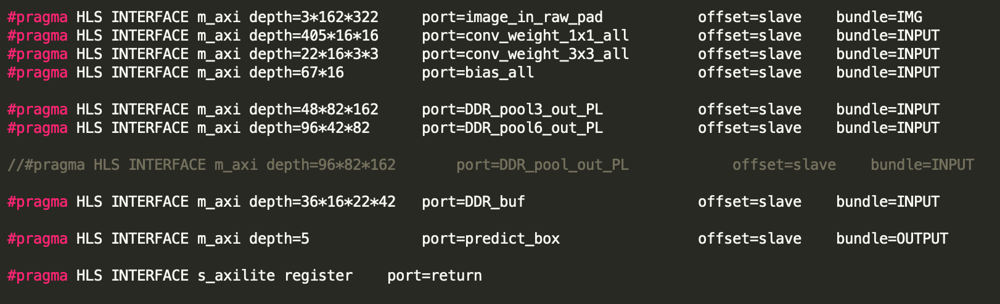 #pragma HLS INTERFACE m_axi depth=3*162*322     port=image_in_raw_pad           offset=slave    bundle=IMG
#pragma HLS INTERFACE m_axi depth=405*16*16     port=conv_weight_1x1_all        offset=slave    bundle=INPUT
#pragma HLS INTERFACE m_axi depth=22*16*3*3     port=conv_weight_3x3_all        offset=slave    bundle=INPUT
#pragma HLS INTERFACE m_axi depth=67*16         port=bias_all                   offset=slave    bundle=INPUT
#pragma HLS INTERFACE m_axi depth=48*82*162     port=DDR_pool3_out_PL           offset=slave    bundle=INPUT
#pragma HLS INTERFACE m_axi depth=96*42*82      port=DDR_pool6_out_PL           offset=slave    bundle=INPUT
//#pragma HLS INTERFACE m_axi depth=96*82*162       port=DDR_pool_out_PL            offset=slave    bundle=INPUT
#pragma HLS INTERFACE m_axi depth=36*16*22*42   port=DDR_buf                    offset=slave    bundle=INPUT
#pragma HLS INTERFACE m_axi depth=5             port=predict_box                offset=slave    bundle=OUTPUT
#pragma HLS INTERFACE s_axilite register    port=return